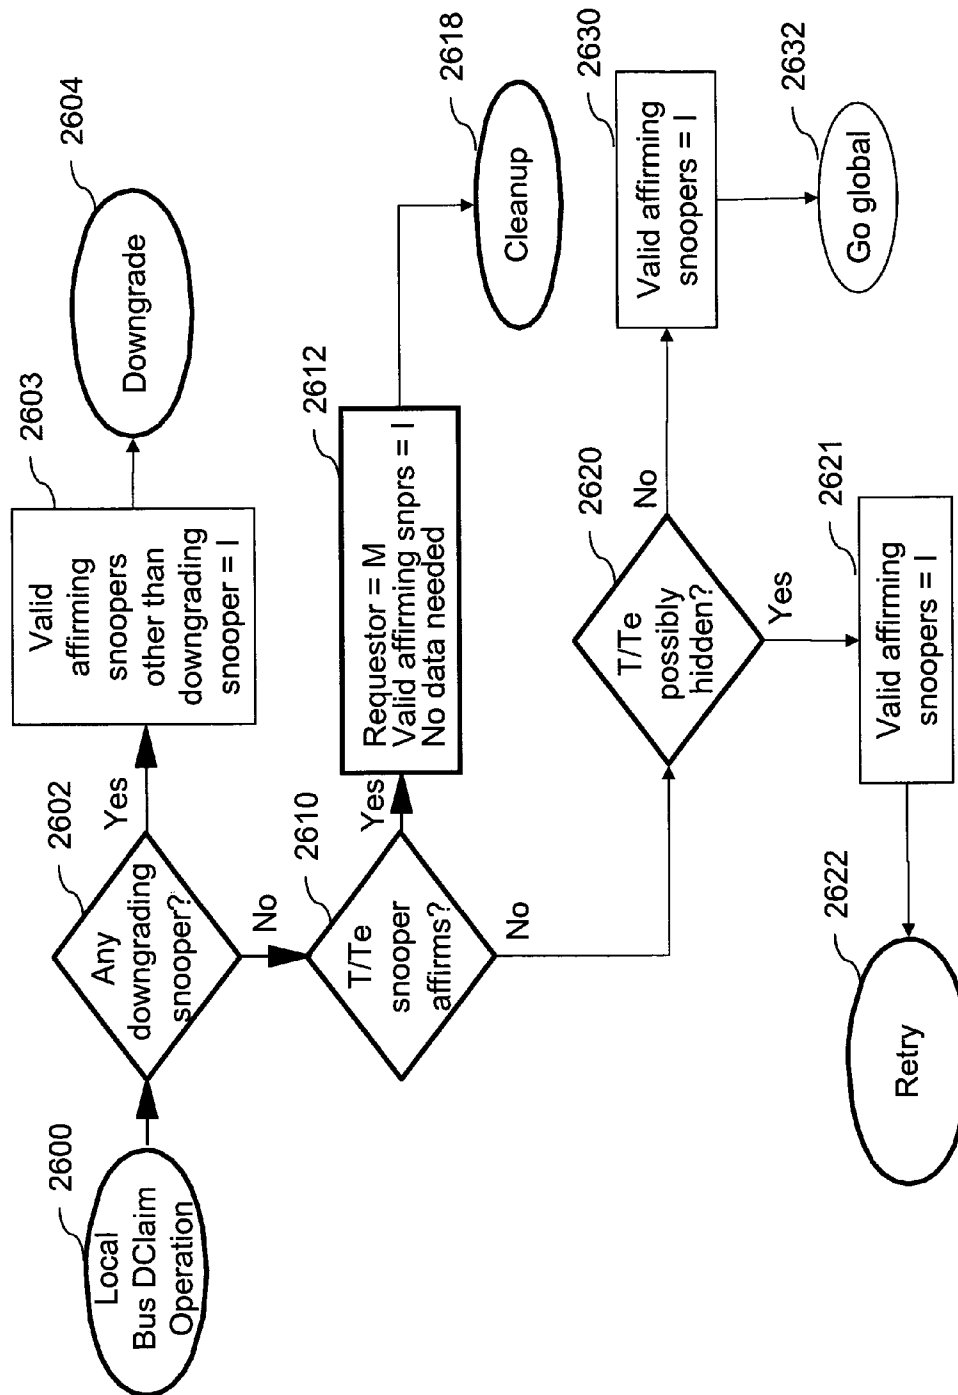 2600
Local
Bus DClaim
Operation
2602
Any
downgrading
snooper?
Yes
No
2603
Valid
affirming
snoopers
other than
downgrading
snooper = I
2604
Downgrade
2610
T/Te
snooper
affirms?
Yes
No
2612
Requestor = M
Valid affirming snprs = I
No data needed
2618
Cleanup
2620
T/Te
possibly
hidden?
No
Yes
2630
Valid affirming
snoopers = I
2632
Go global
2621
Valid affirming
snoopers = I
2622
Retry